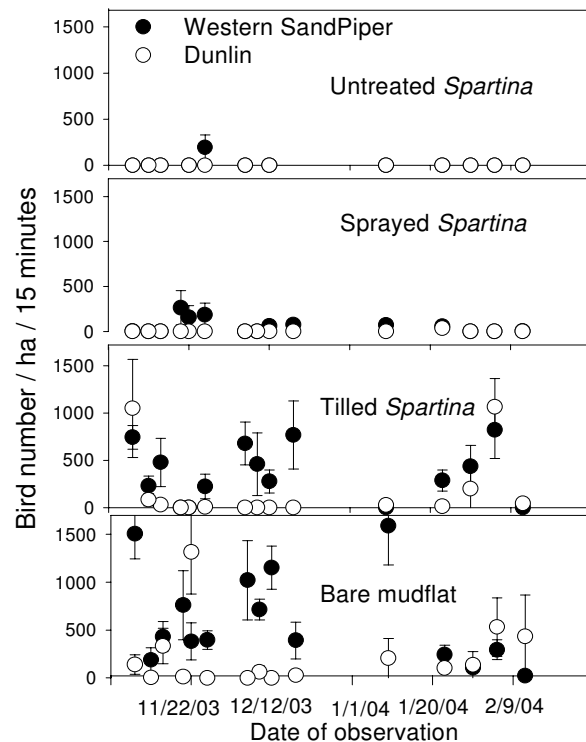 Western SandPiper
Dunlin
1500
1000
500
0
Untreated Spartina
1500
1000
500
0
Sprayed Spartina
1500
1000
500
0
Tilled Spartina
1500
1000
500
0
Bare mudflat
Bird number / ha / 15 minutes
11/22/03 12/12/03 1/1/04 1/20/04 2/9/04
Date of observation